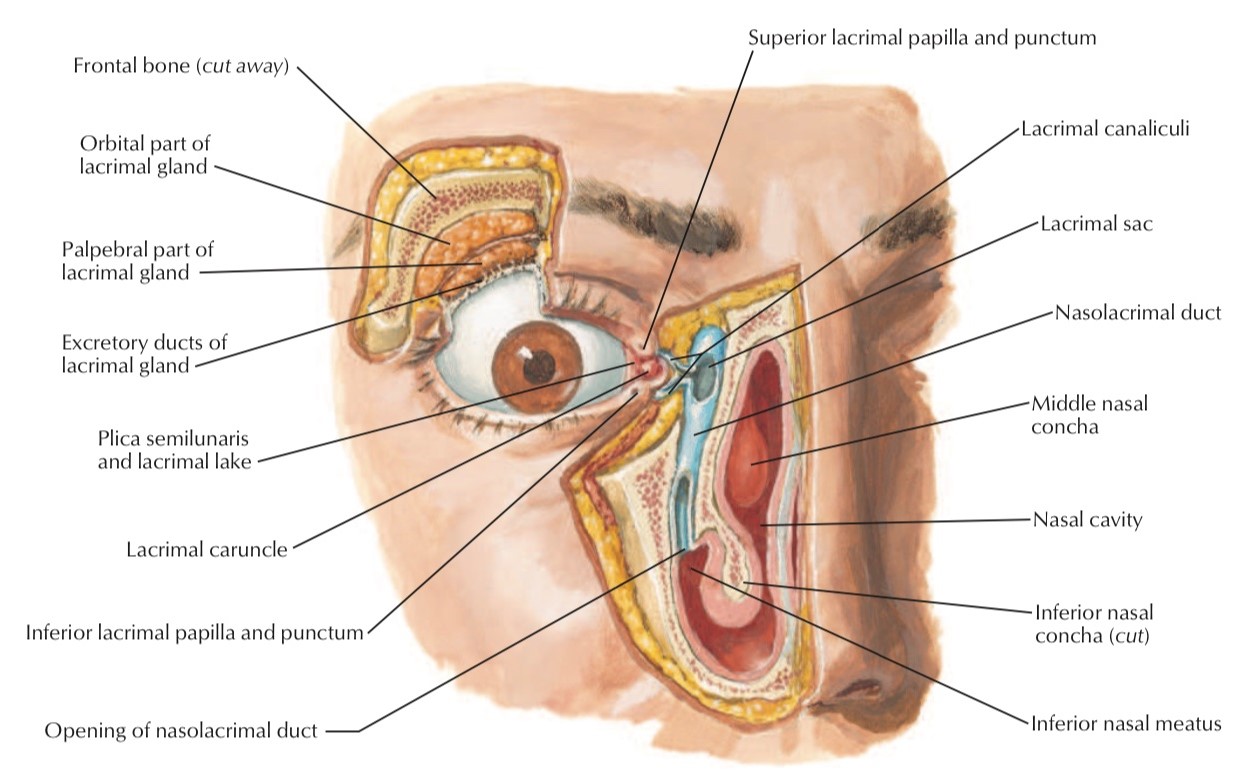 Superior lacrimal papilla and punctum
Frontal bone (cut away)
Orbital part of
lacrimal gland
Palpebral part of
lacrimal gland
Excretory ducts of
lacrimal gland
Plica semilunaris
and lacrimal lake
Lacrimal caruncle
Inferior lacrimal papilla and punctum
Opening of nasolacrimal duct
Lacrimal canaliculi
Lacrimal sac
Nasolacrimal duct
Middle nasal
concha
Nasal cavity
Inferior nasal
concha (cut)
Inferior nasal meatus